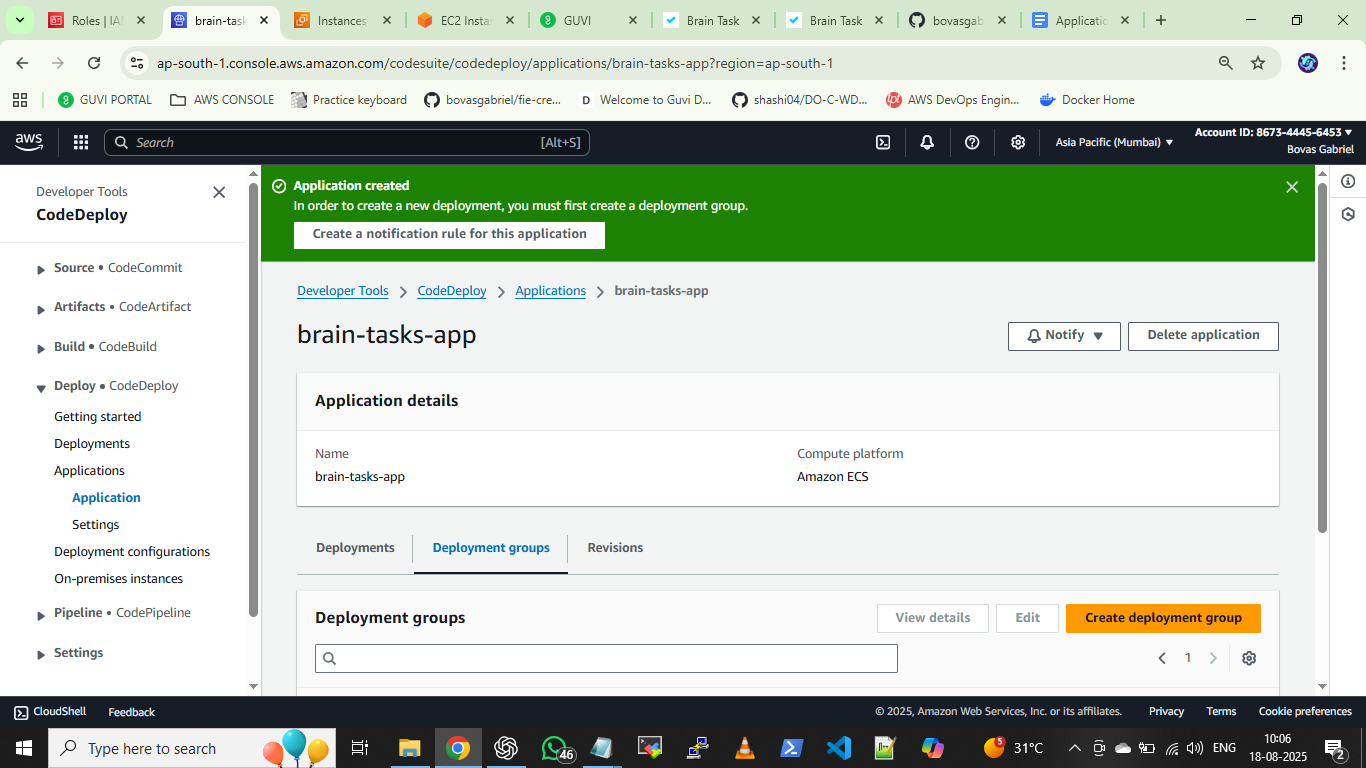 Roles | IAM
brain-task
Instances
EC2 Instan
GUVI
Brain Task
Brain Task
bovasgab
Applicatio
ap-south-1.console.aws.amazon.com/codesuite/codedeploy/applications/brain-tasks-app?region=ap-south-1
GUVI PORTAL
AWS CONSOLE
Practice keyboard
bovasgabriel/fie-cre...
Welcome to Guvi D...
shashi04/DO-C-WD...
AWS DevOps Engin...
Docker Home
aws
Search
[Alt+S]
Asia Pacific (Mumbai)
Account ID: 8673-4445-6453
Bovas Gabriel
Developer Tools
CodeDeploy
Source • CodeCommit
Artifacts • CodeArtifact
Build • CodeBuild
Deploy • CodeDeploy
Getting started
Deployments
Applications
Application
Settings
Deployment configurations
On-premises instances
Pipeline • CodePipeline
Settings
Application created
In order to create a new deployment, you must first create a deployment group.
Create a notification rule for this application
Developer Tools
CodeDeploy
Applications
brain-tasks-app
brain-tasks-app
Notify
Delete application
Application details
Name
brain-tasks-app
Compute platform
Amazon ECS
Deployments
Deployment groups
Revisions
Deployment groups
View details
Edit
Create deployment group
1
CloudShell
Feedback
© 2025, Amazon Web Services, Inc. or its affiliates.
Privacy
Terms
Cookie preferences
Type here to search
46
5
31°C
ENG
10:06
18-08-2025
2